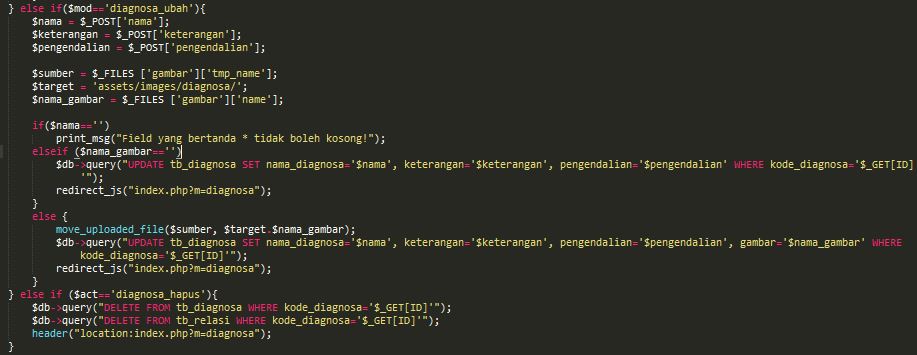 } else if($mod=='diagnosa_ubah'){
$nama = $_POST['nama'];
$keterangan = $_POST['keterangan'];
$pengendalian = $_POST['pengendalian'];
$sumber = $_FILES ['gambar']['tmp_name'];
$target = 'assets/images/diagnosa/';
$nama_gambar = $_FILES ['gambar']['name'];
if($nama=='')
print_msg("Field yang bertanda * tidak boleh kosong!");
elseif ($nama_gambar=='')
$db->query("UPDATE tb_diagnosa SET nama_diagnosa='$nama', keterangan='$keterangan', pengendalian='$pengendalian' WHERE kode_diagnosa='$_GET[ID]
'");
redirect_js("index.php?m=diagnosa");
}
else {
move_uploaded_file($sumber, $target.$nama_gambar);
$db->query("UPDATE tb_diagnosa SET nama_diagnosa='$nama', keterangan='$keterangan', pengendalian='$pengendalian', gambar='$nama_gambar' WHERE
kode_diagnosa='$_GET[ID]'");
redirect_js("index.php?m=diagnosa");
}
} else if ($act=='diagnosa_hapus'){
$db->query("DELETE FROM tb_diagnosa WHERE kode_diagnosa='$_GET[ID]'");
$db->query("DELETE FROM tb_relasi WHERE kode_diagnosa='$_GET[ID]'");
header("location:index.php?m=diagnosa");
}